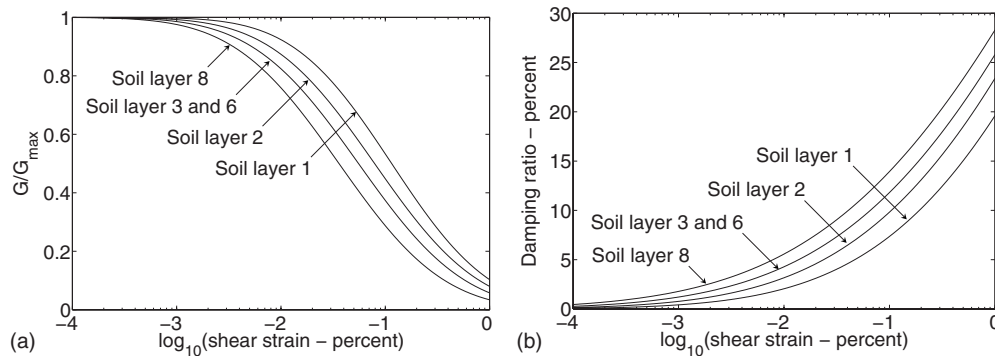 1
0.8
0.6
0.4
0.2
0
G/Gmax
Soil layer 8
Soil layer 3 and 6
Soil layer 2
Soil layer 1
−4
−3
−2
−1
0
log10(shear strain − percent)
(a)
30
25
20
15
10
5
0
Damping ratio − percent
Soil layer 1
Soil layer 2
Soil layer 3 and 6
Soil layer 8
−4
−3
−2
−1
0
log10(shear strain − percent)
(b)